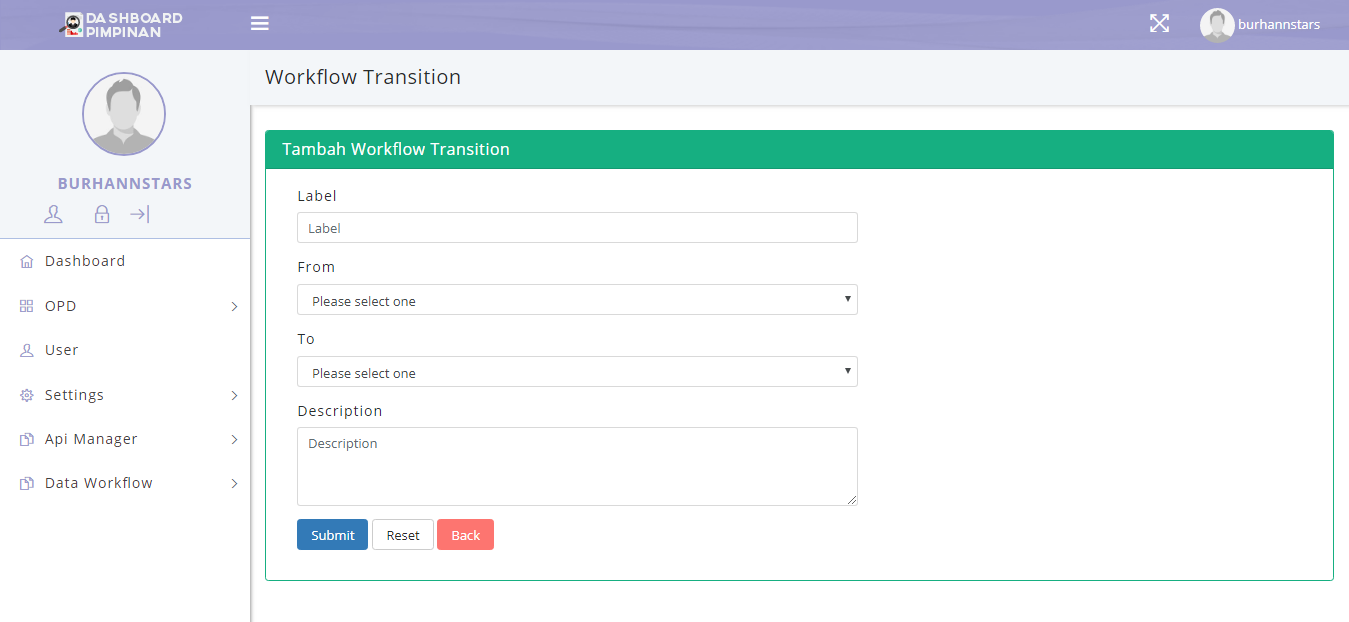 DASHBOARD
PIMPINAN
burhannstars
BURHANNSTARS
Dashboard
OPD
User
Settings
Api Manager
Data Workflow
Workflow Transition
Tambah Workflow Transition
Label
Label
From
Please select one
To
Please select one
Description
Description
Submit Reset Back